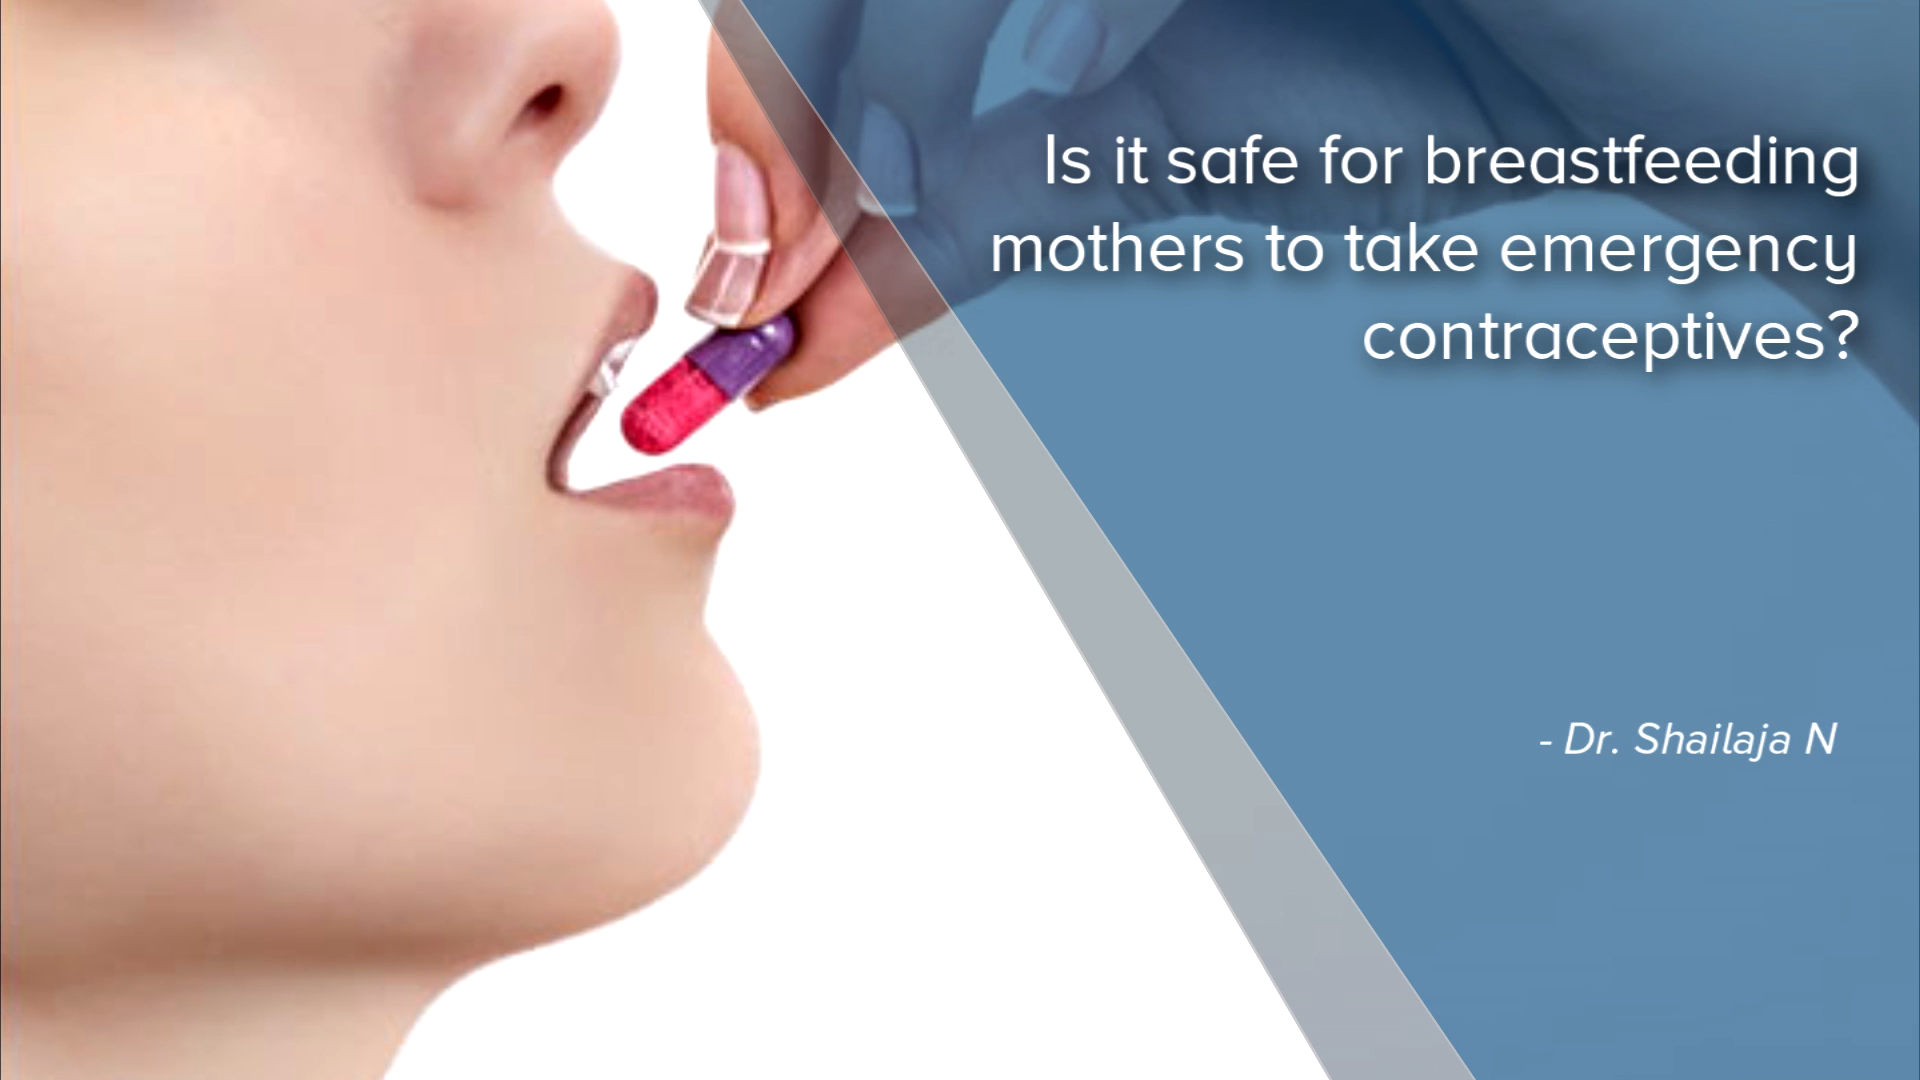 Is it safe for breastfeeding
mothers to take emergency
contraceptives?
- Dr. Shailaja N